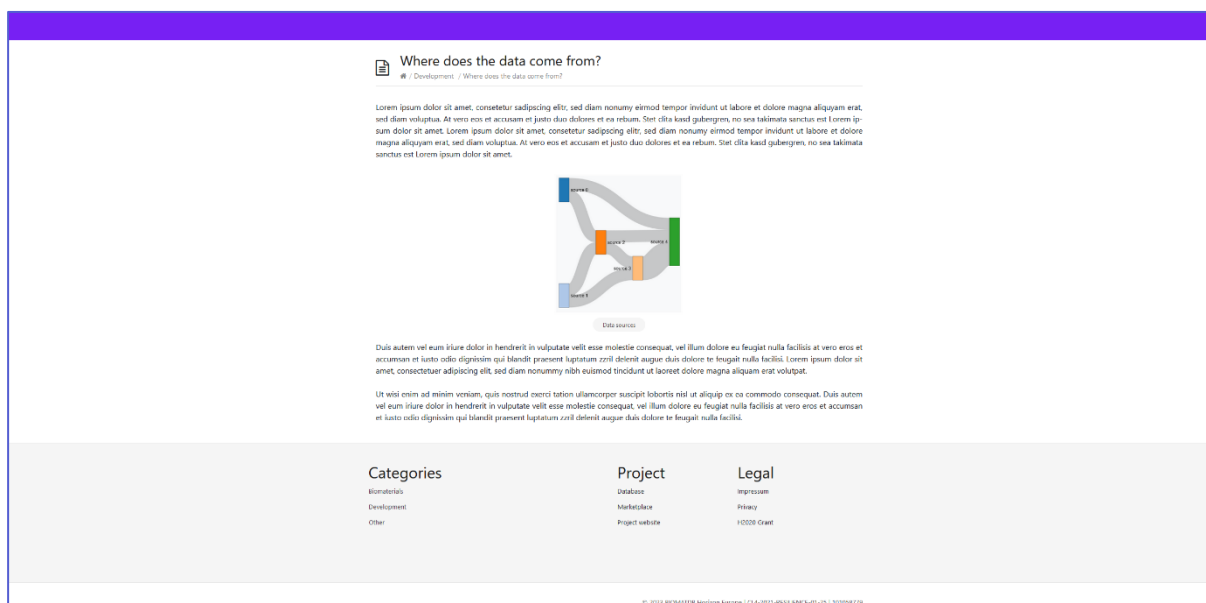 Where does the data come from?
/ Development / Where does the data come from?
Lorem ipsum dolor sit amet, consetetur sadipscing elitr, sed diam nonumy eirmod tempor invidunt ut labore et dolore magna aliquyam erat,
sed diam voluptua. At vero eos et accusam et justo duo dolores et ea rebum. Stet clita kasd gubergren, no sea takimata sanctus est Lorem ip-
sum dolor sit amet. Lorem ipsum dolor sit amet, consetetur sadipscing elitr, sed diam nonumy eirmod tempor invidunt ut labore et dolore
magna aliquyam erat, sed diam voluptua. At vero eos et accusam et justo duo dolores et ea rebum. Stet clita kasd gubergren, no sea takimata
sanctus est Lorem ipsum dolor sit amet.
source
source 2
source
source 3
source
Data sources
Duis autem vel eum iriure dolor in hendrerit in vulputate velit esse molestie consequat, vel illum dolore eu feugiat nulla facilisis at vero eros et
accumsan et iusto odio dignissim qui blandit praesent luptatum zzril delenit augue duis dolore te feugait nulla facilisi. Lorem ipsum dolor sit
amet, consectetuer adipiscing elit, sed diam nonummy nibh euismod tincidunt ut laoreet dolore magna aliquam erat volutpat.
Ut wisi enim ad minim veniam, quis nostrud exerci tation ullamcorper suscipit lobortis nisl ut aliquip ex ea commodo consequat. Duis autem
vel eum iriure dolor in hendrerit in vulputate velit esse molestie consequat, vel illum dolore eu feugiat nulla facilisis at vero eros et accumsan
et iusto odio dignissim qui blandit praesent luptatum zzril delenit augue duis dolore te feugait nulla facilisi.
Categories
Biomaterials
Development
Other
Project
Database
Marketplace
Project website
Legal
Impressum
Privacy
H2020 Grant